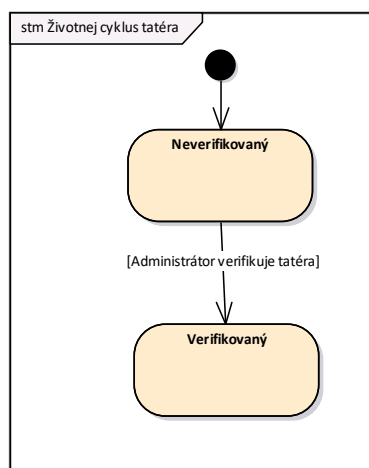 stm Životnej cyklus tatéra
Neverifikovaný
[Administrátor verifikuje tatéra]
Verifikovaný